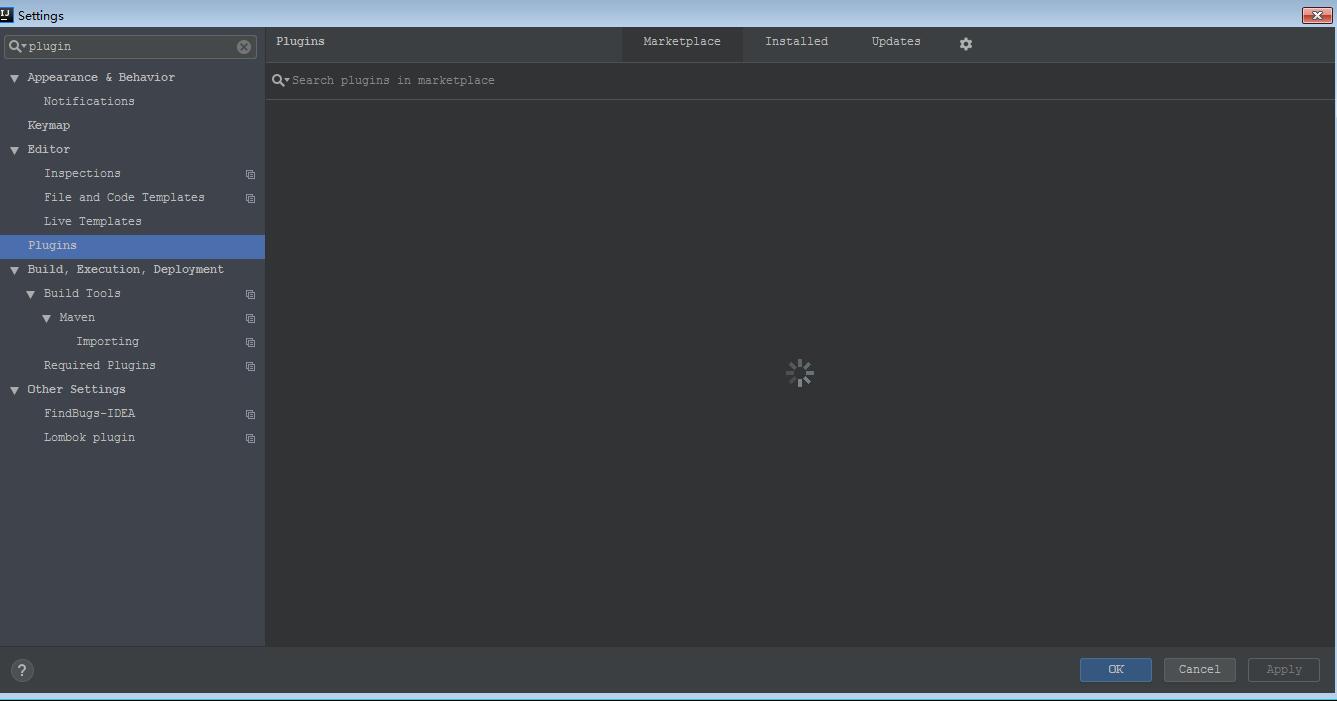 IJ Settings
plugin
Appearance & Behavior
Notifications
Keymap
Editor
Inspections
File and Code Templates
Live Templates
Plugins
Build, Execution, Deployment
Build Tools
Maven
Importing
Required Plugins
Other Settings
FindBugs-IDEA
Lombok plugin
Plugins Marketplace Installed Updates
Search plugins in marketplace
?
OK Cancel Apply